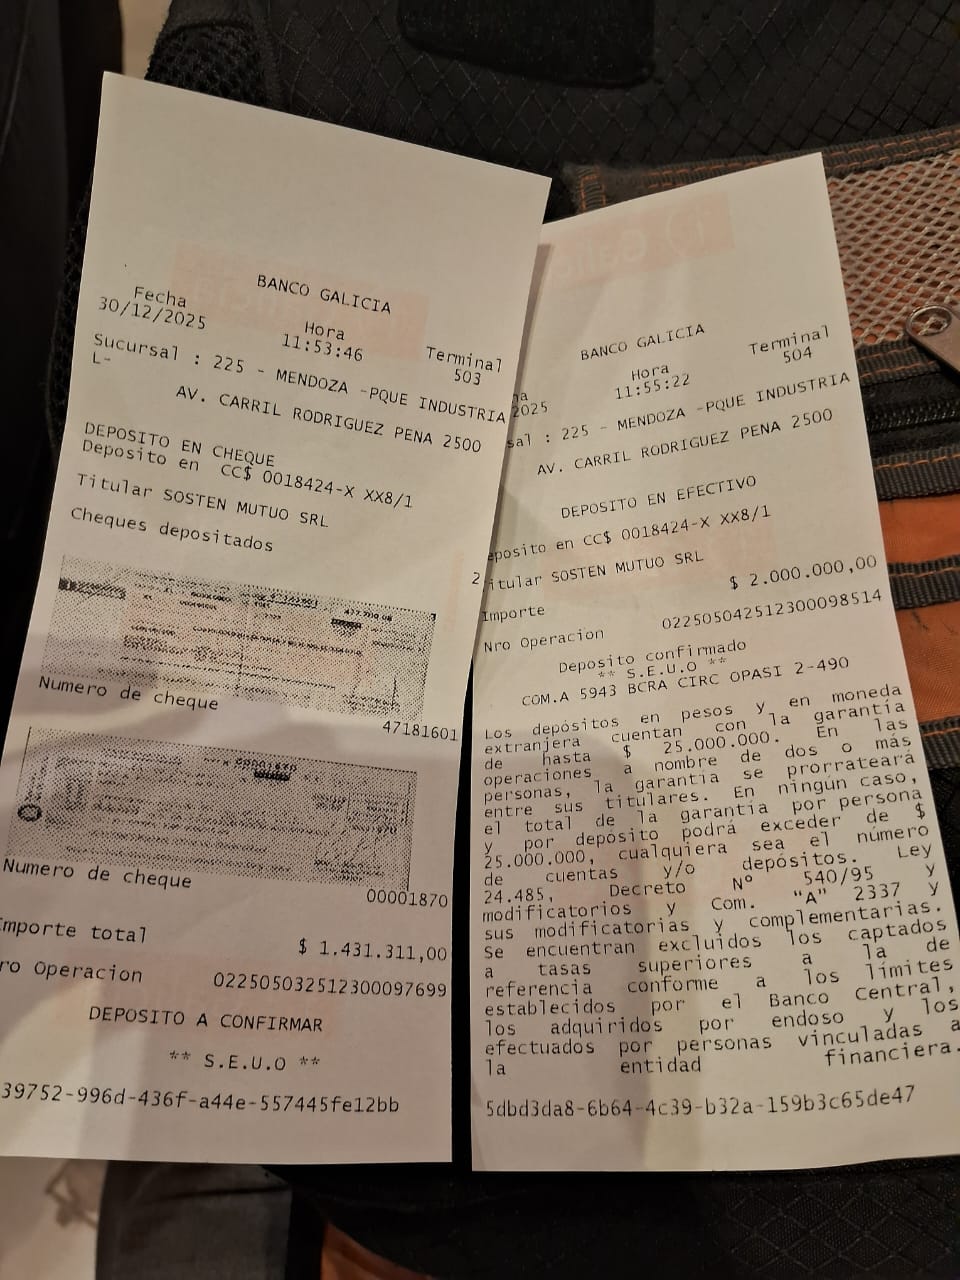 BANCO GALICIA
Fecha Hora Terminal
30/12/2025 11:53:46 503
Sucursal : 225 - MENDOZA -PQUE INDUSTRIA
L-
AV. CARRIL RODRIGUEZ PENA 2500
DEPOSITO EN CHEQUE
Deposito en CC$ 0018424-X XX8/1
Titular SOSTEN MUTUO SRL
Cheques depositados
Numero de cheque
47181601
Numero de cheque
00001870
mporte total
$ 1.431.311,00
ro Operacion 022505032512300097699
DEPOSITO A CONFIRMAR
** S.E.U.O **
39752-996d-436f-a44e-557445fe12bb
BANCO GALICIA
ha Hora Terminal
2025 11:55:22 504
sal : 225 - MENDOZA -PQUE INDUSTRIA
AV. CARRIL RODRIGUEZ PENA 2500
DEPOSITO EN EFECTIVO
eposito en CC$ 0018424-X XX8/1
2
itular SOSTEN MUTUO SRL
Importe $ 2.000.000,00
Nro Operacion 022505042512300098514
Deposito confirmado
** S.E.U.O **
COM.A 5943 BCRA CIRC OPASI 2-490
Los depósitos en pesos y en moneda
extranjera cuentan con la garantía
de hasta $ 25.000.000. En las
operaciones a nombre de dos o más
personas, la garantía se prorrateará
entre sus titulares. En ningún caso,
el total de la garantía por persona
y por depósito podrá exceder de $
25.000.000, cualquiera sea el número
de cuentas y/o depósitos. Ley
24.485, Decreto Nº 540/95 y
modificatorios y Com. "A" 2337 y
sus modificatorias y complementarias.
Se encuentran excluidos los captados
a tasas superiores a la de
referencia conforme a los límites
establecidos por el Banco Central,
los adquiridos por endoso y los
efectuados por personas vinculadas a
la entidad financiera.
5dbd3da8-6b64-4c39-b32a-159b3c65de47